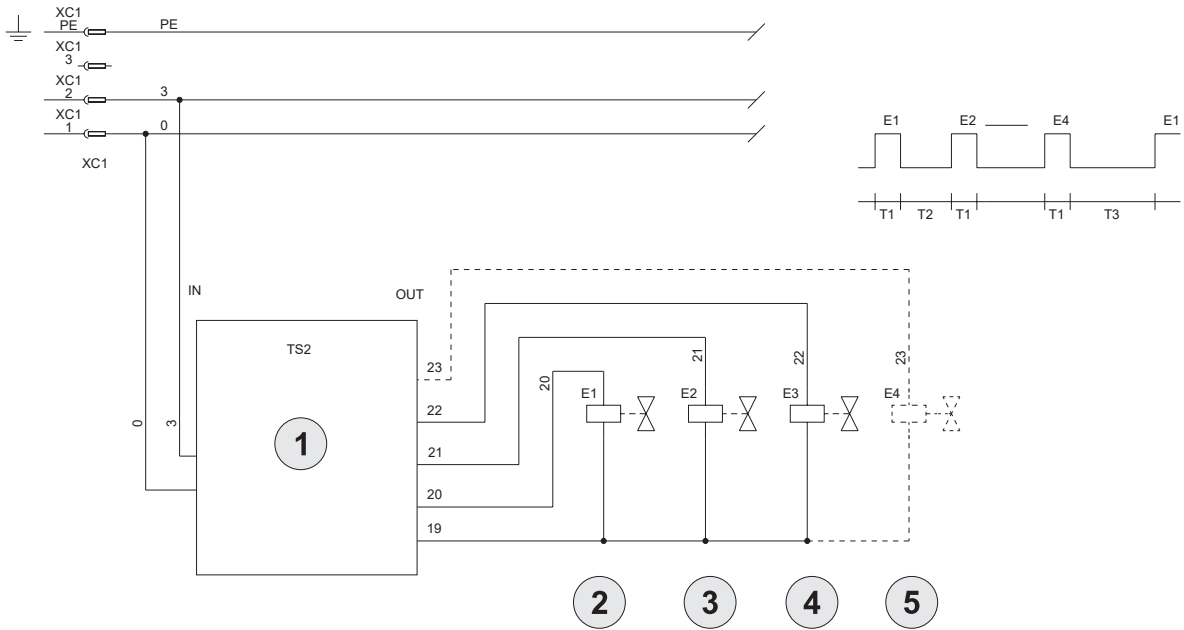 XC1
PE PE
XC1
3
XC1
2 3
XC1
1 0
XC1
E1 E2 E4 E1
T1 T2 T1 T1 T3
IN OUT
TS2
23
22
21
20
19
0 3
1
20 21 22 23
E1 E2 E3 E4
2 3 4 5